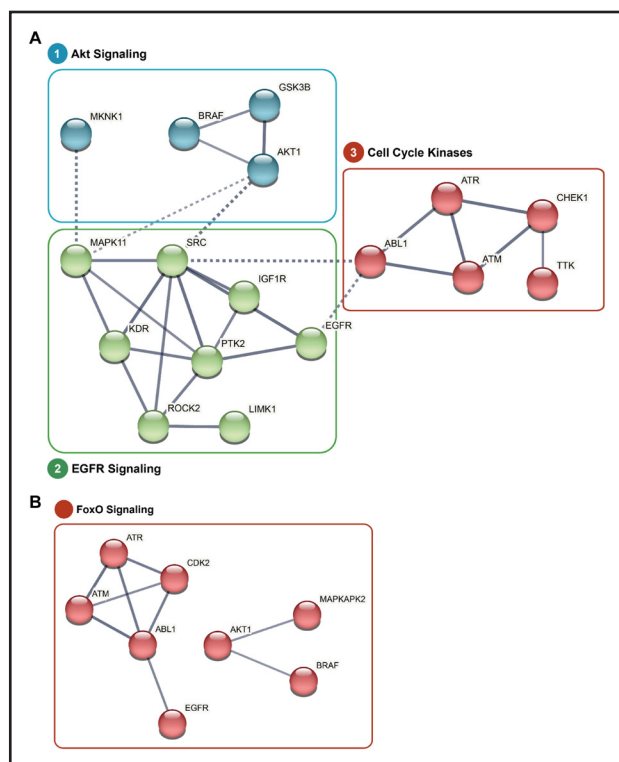 A
1 Akt Signaling
GSK3B
MKNK1
BRAF
AKT1
3 Cell Cycle Kinases
ATR
CHEK1
ABL1
ATM
TTK
MAPK11
SRC
IGF1R
EGFR
KDR
PTK2
ROCK2
LIMK1
2 EGFR Signaling
B
FoxO Signaling
ATR
CDK2
ATM
MAPKAPK2
ABL1
AKT1
BRAF
EGFR